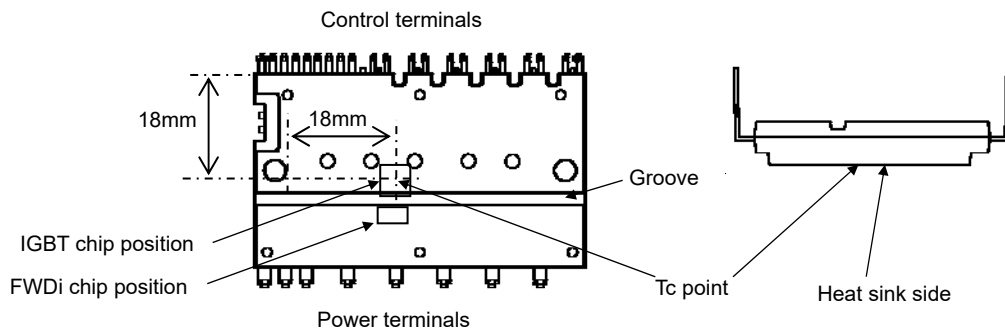 Control terminals
18mm
18mm
Groove
IGBT chip position
FWDi chip position
Tc point
Heat sink side
Power terminals